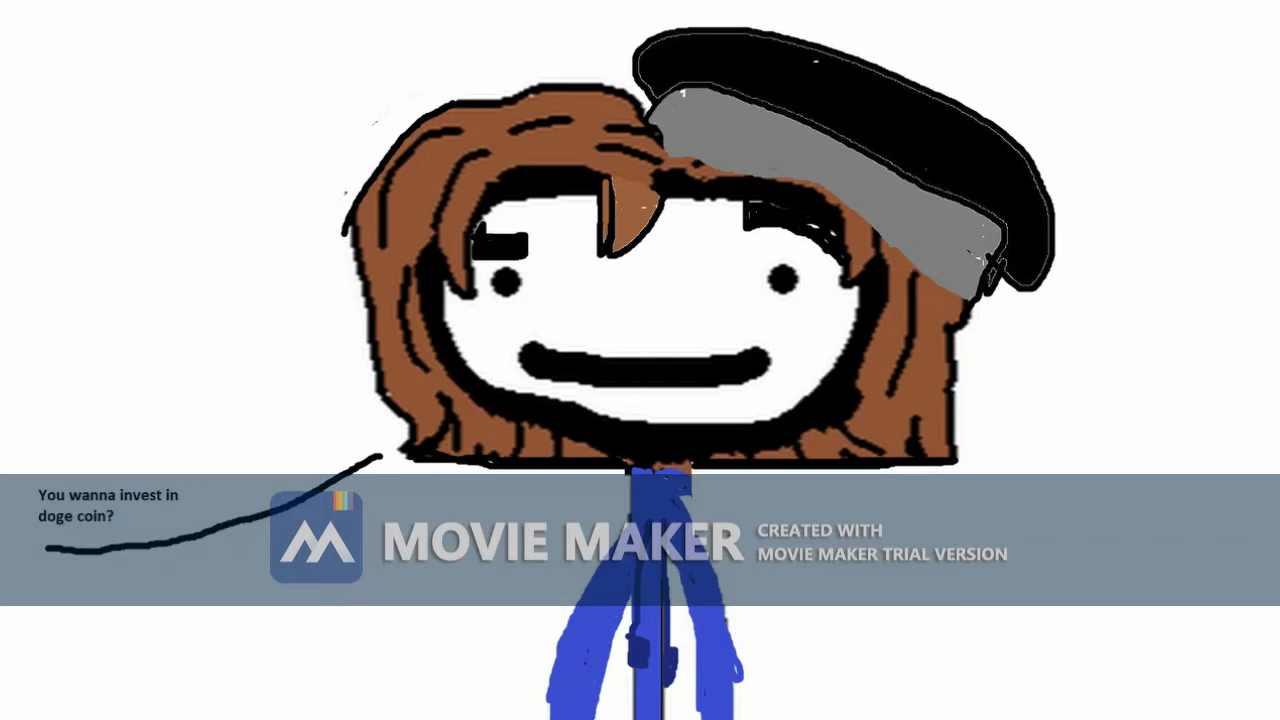 You wanna invest in
doge coin?
MOVIE MAKER
CREATED WITH
MOVIE MAKER TRIAL VERSION